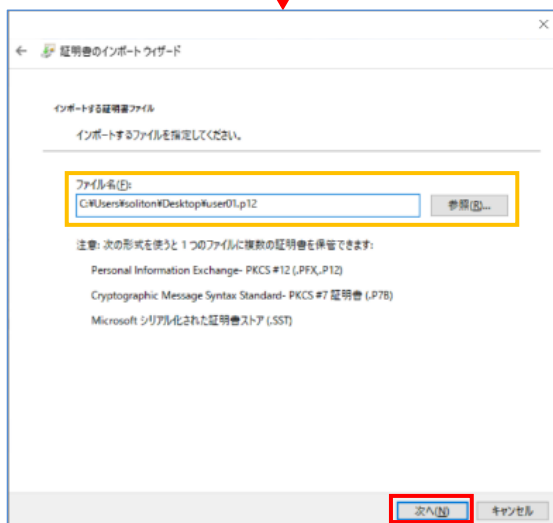 証明書のインポート ウィザード
インポートする証明書ファイル
インポートするファイルを指定してください。
ファイル名(F):
C:¥Users¥soliton¥Desktop¥user01.p12
参照(R)...
注意: 次の形式を使うと 1 つのファイルに複数の証明書を保管できます:
Personal Information Exchange- PKCS #12 (.PFX,.P12)
Cryptographic Message Syntax Standard- PKCS #7 証明書 (.P7B)
Microsoft シリアル化された証明書ストア (.SST)
次へ(N)
キャンセル